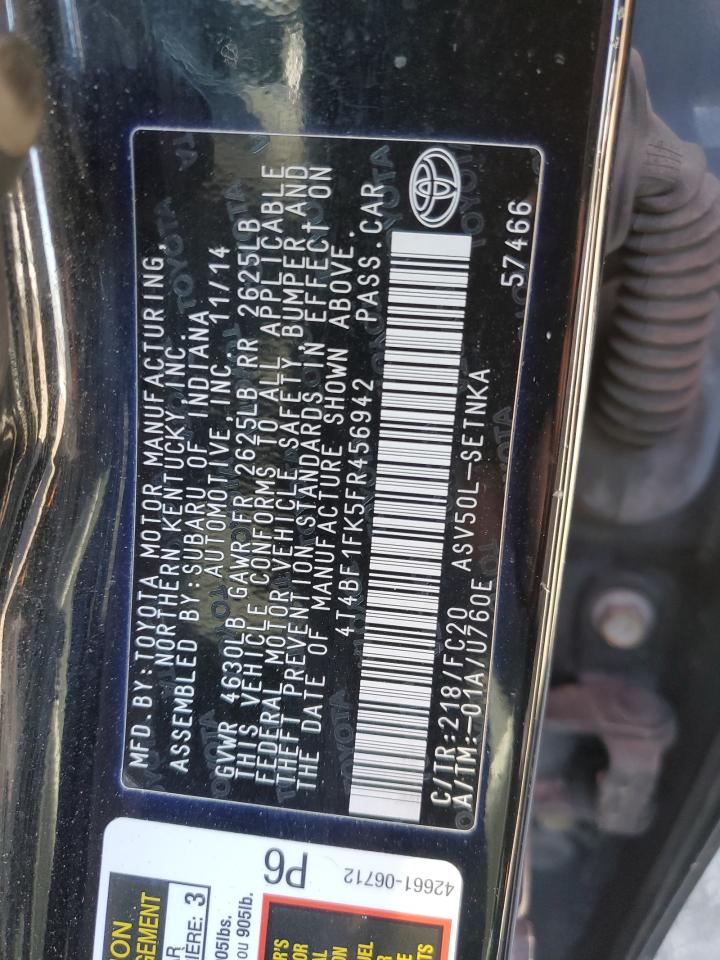 MFD.BY:TOYOTA MOTOR MANUFACTURING,
NORTHERN KENTUCKY,INC.
ASSEMBLED BY:SUBARU OF INDIANA
AUTOMOTIVE,INC. 11/14
GVWR 4630LB GAWR FR 2625LB RR 2625LB
THIS VEHICLE CONFORMS TO ALL APPLICABLE
FEDERAL MOTOR VEHICLE SAFETY, BUMPER AND
THEFT PREVENTION STANDARDS IN EFFECT ON
THE DATE OF MANUFACTURE SHOWN ABOVE.
4T4BF1FK5FR456942 PASS.CAR
C/TR:218/FC20
A/TM:-01A/U760E ASV50L-SETNKA
57466
P6
42661-06712
3